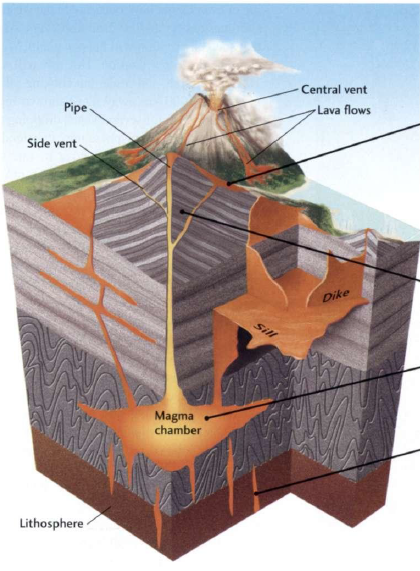 Central vent
Pipe
Lava flows
Side vent
Dike
Sill
Magma
chamber
Lithosphere